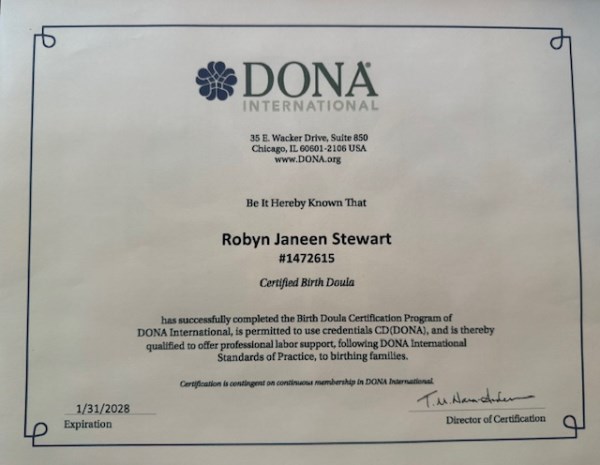 DONA
INTERNATIONAL
35 E. Wacker Drive, Suite 850
Chicago, IL 60601-2106 USA
www.DONA.org
Be It Hereby Known That
Robyn Janeen Stewart
#1472615
Certified Birth Doula
has successfully completed the Birth Doula Certification Program of
DONA International, is permitted to use credentials CD(DONA), and is thereby
qualified to offer professional labor support, following DONA International
Standards of Practice, to birthing families.
Certification is contingent on continuous membership in DONA International.
1/31/2028
Expiration
Director of Certification